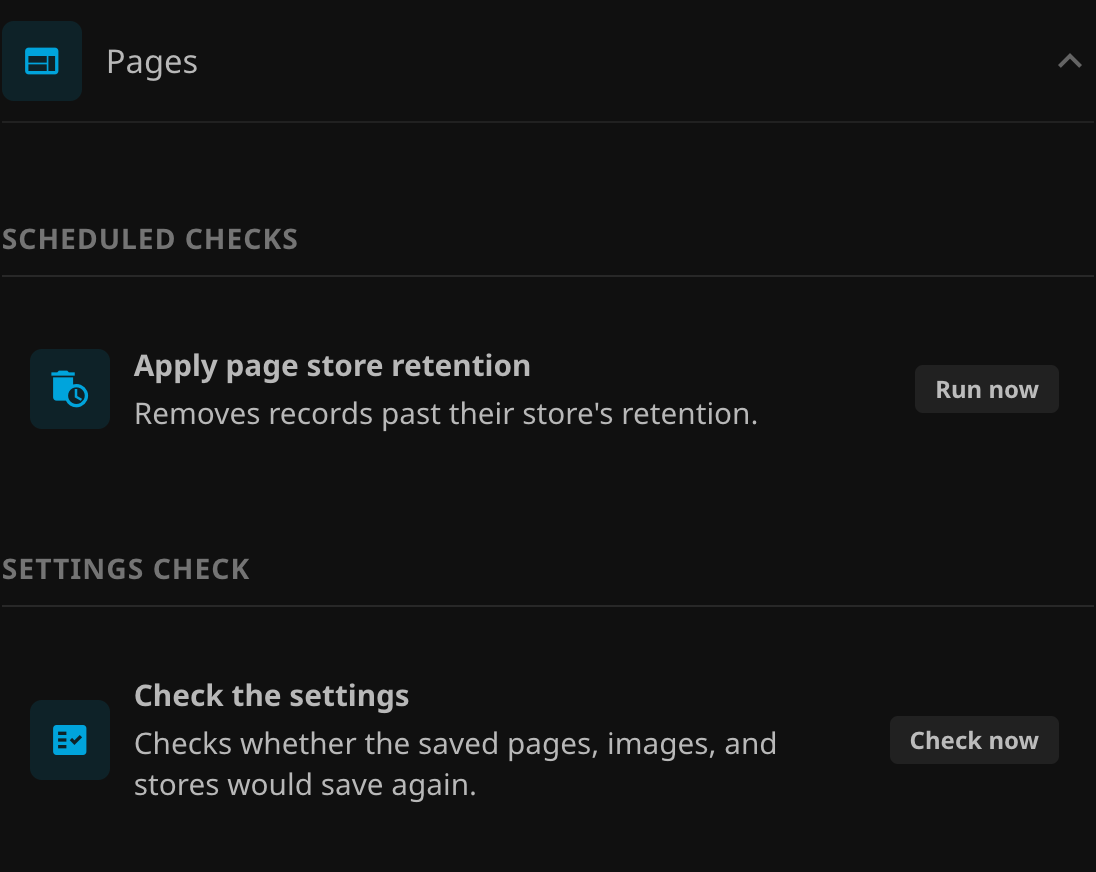 Pages
SCHEDULED CHECKS
Apply page store retention
Removes records past their store's retention.
Run now
SETTINGS CHECK
Check the settings
Checks whether the saved pages, images, and
stores would save again.
Check now